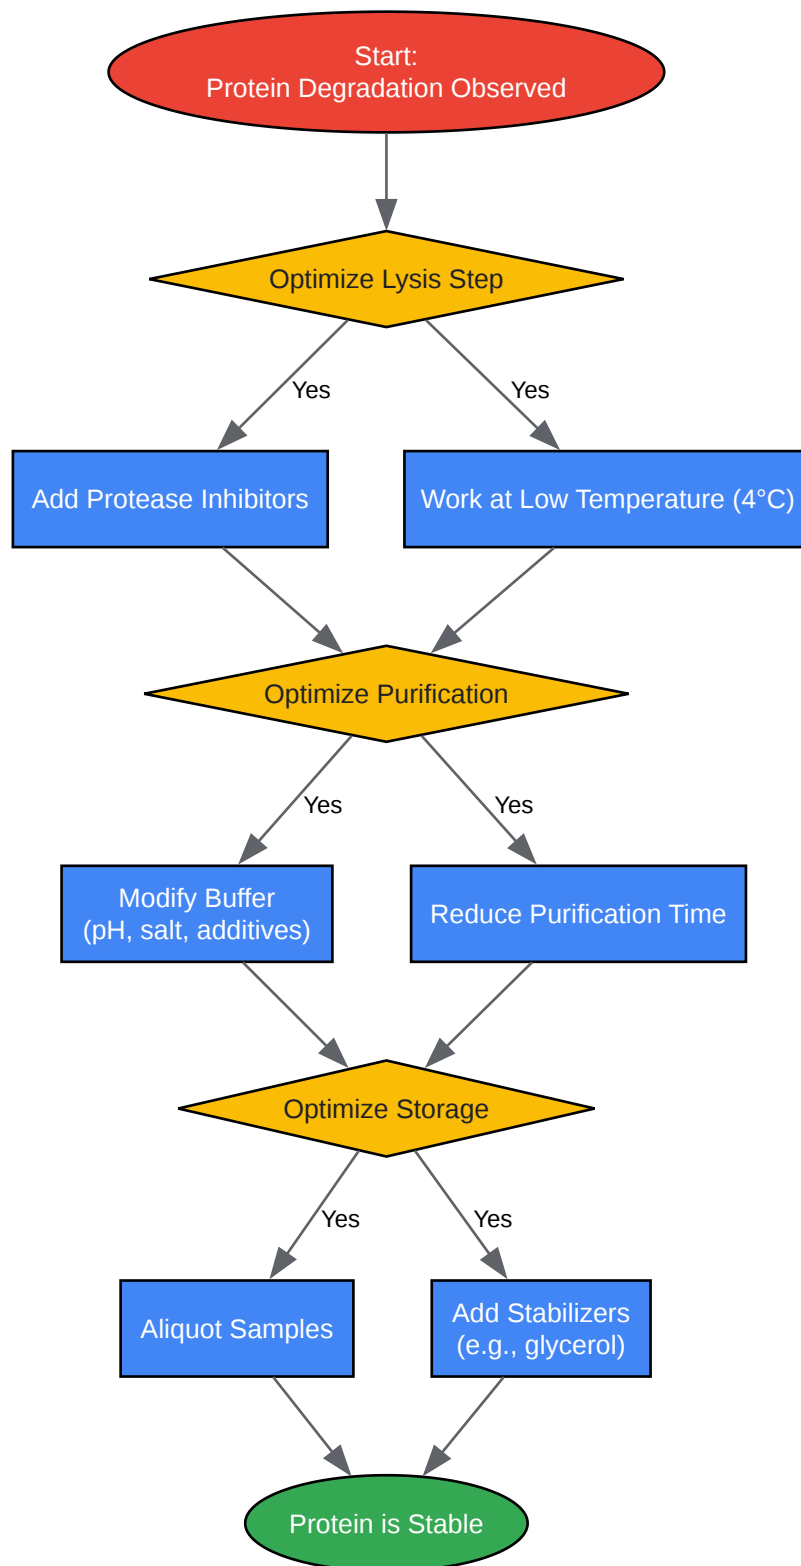 Start:
Protein Degradation Observed
Optimize Lysis Step
Yes
Yes
Add Protease Inhibitors
Work at Low Temperature (4°C)
Optimize Purification
Yes
Yes
Modify Buffer
(pH, salt, additives)
Reduce Purification Time
Optimize Storage
Yes
Yes
Aliquot Samples
Add Stabilizers
(e.g., glycerol)
Protein is Stable